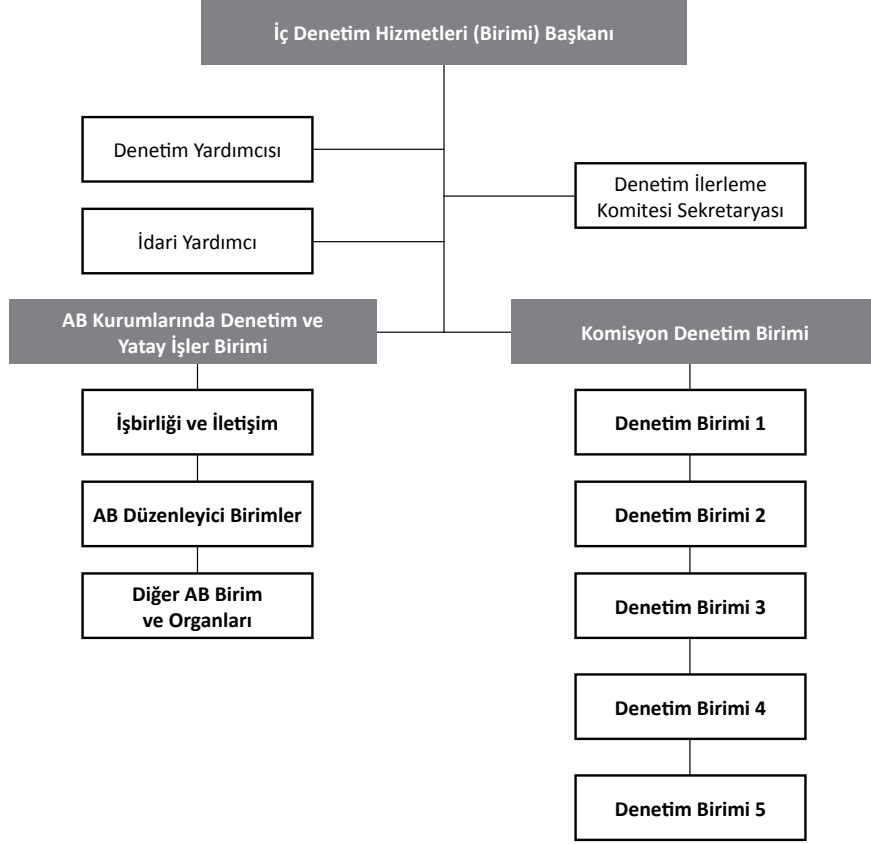 İç Denetim Hizmetleri (Birimi) Başkanı
Denetim Yardımcısı
Denetim İlerleme
Komitesi Sekretaryası
İdari Yardımcı
AB Kurumlarında Denetim ve
Yatay İşler Birimi
İşbirliği ve İletişim
AB Düzenleyici Birimler
Diğer AB Birim
ve Organları
Komisyon Denetim Birimi
Denetim Birimi 1
Denetim Birimi 2
Denetim Birimi 3
Denetim Birimi 4
Denetim Birimi 5